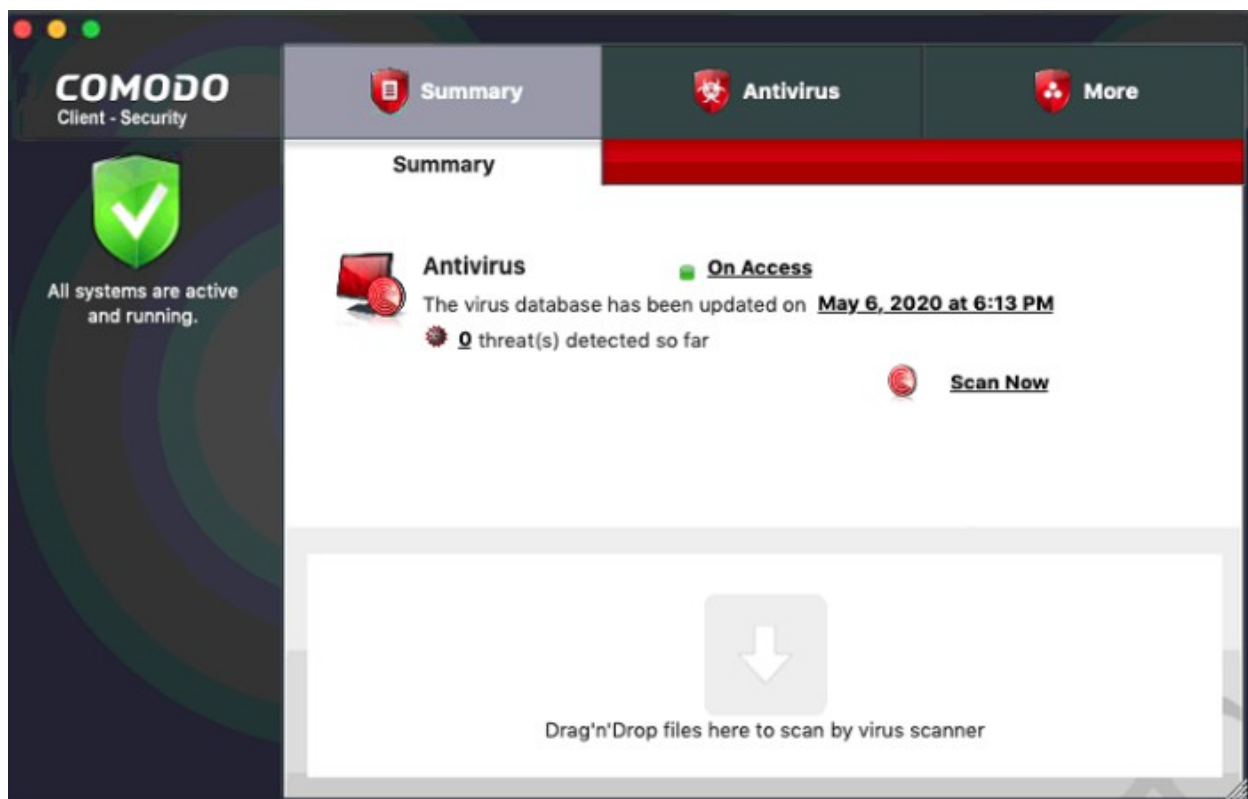 COMODO
Client - Security
Summary
Antivirus
More
Summary
All systems are active
and running.
Antivirus
On Access
The virus database has been updated on May 6, 2020 at 6:13 PM
0 threat(s) detected so far
Scan Now
Drag'n'Drop files here to scan by virus scanner